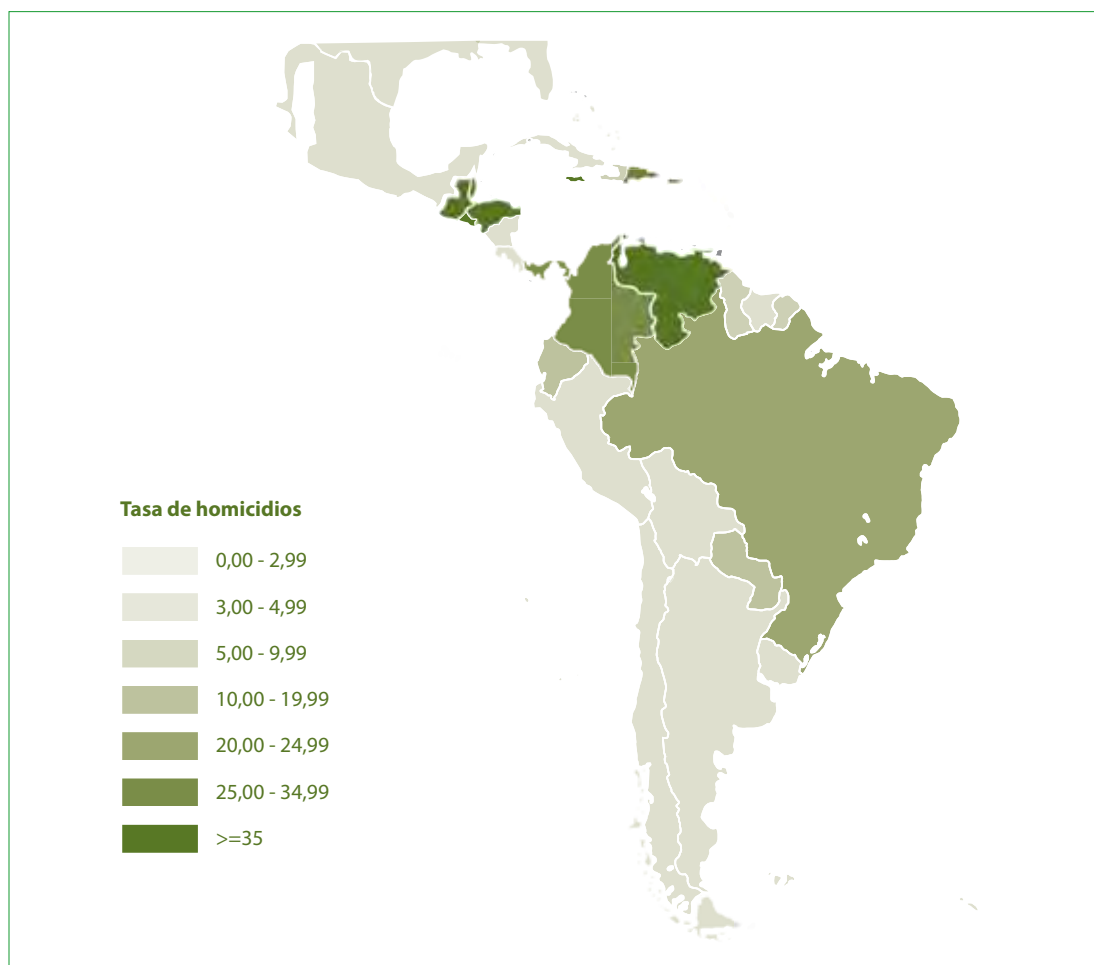 Tasa de homicidios
0,00 - 2,99
3,00 - 4,99
5,00 - 9,99
10,00 - 19,99
20,00 - 24,99
25,00 - 34,99
>=35